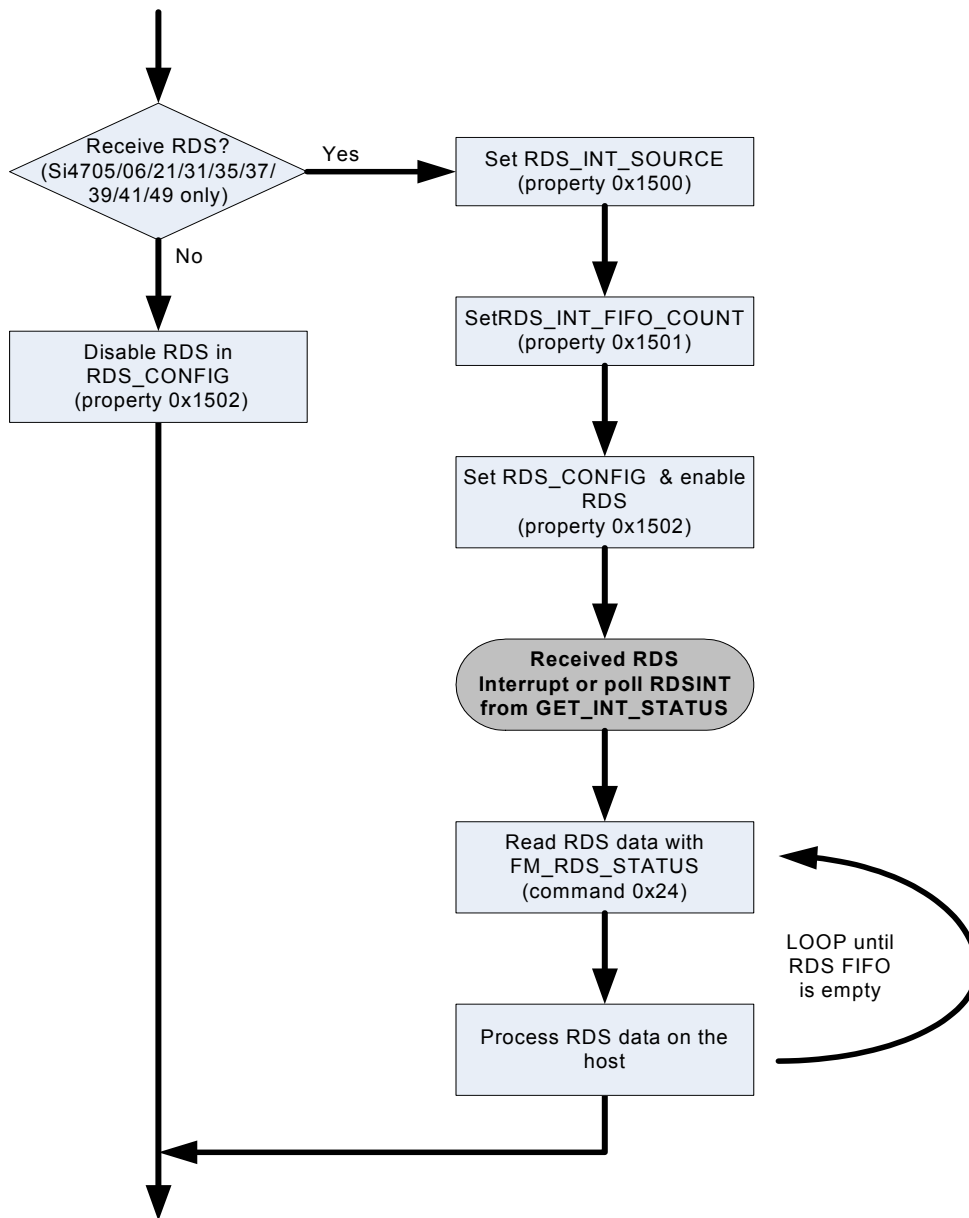 Receive RDS?
(Si4705/06/21/31/35/37/
39/41/49 only)
Yes
No
Disable RDS in
RDS_CONFIG
(property 0x1502)
Set RDS_INT_SOURCE
(property 0x1500)
SetRDS_INT_FIFO_COUNT
(property 0x1501)
Set RDS_CONFIG & enable
RDS
(property 0x1502)
Received RDS
Interrupt or poll RDSINT
from GET_INT_STATUS
Read RDS data with
FM_RDS_STATUS
(command 0x24)
LOOP until
RDS FIFO
is empty
Process RDS data on the
host